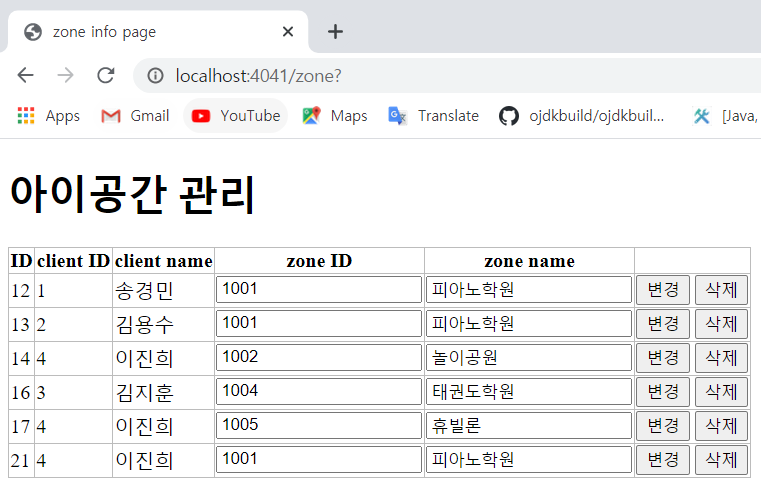 zone info page
localhost:4041/zone?
Apps Gmail YouTube Maps Translate ojdkbuild/ojdkbuil... [Java,
아이공간 관리
ID client ID client name zone ID zone name
12 1 송경민 1001 피아노학원 변경 삭제
13 2 김용수 1001 피아노학원 변경 삭제
14 4 이진희 1002 놀이공원 변경 삭제
16 3 김지훈 1004 태권도학원 변경 삭제
17 4 이진희 1005 휴빌론 변경 삭제
21 4 이진희 1001 피아노학원 변경 삭제